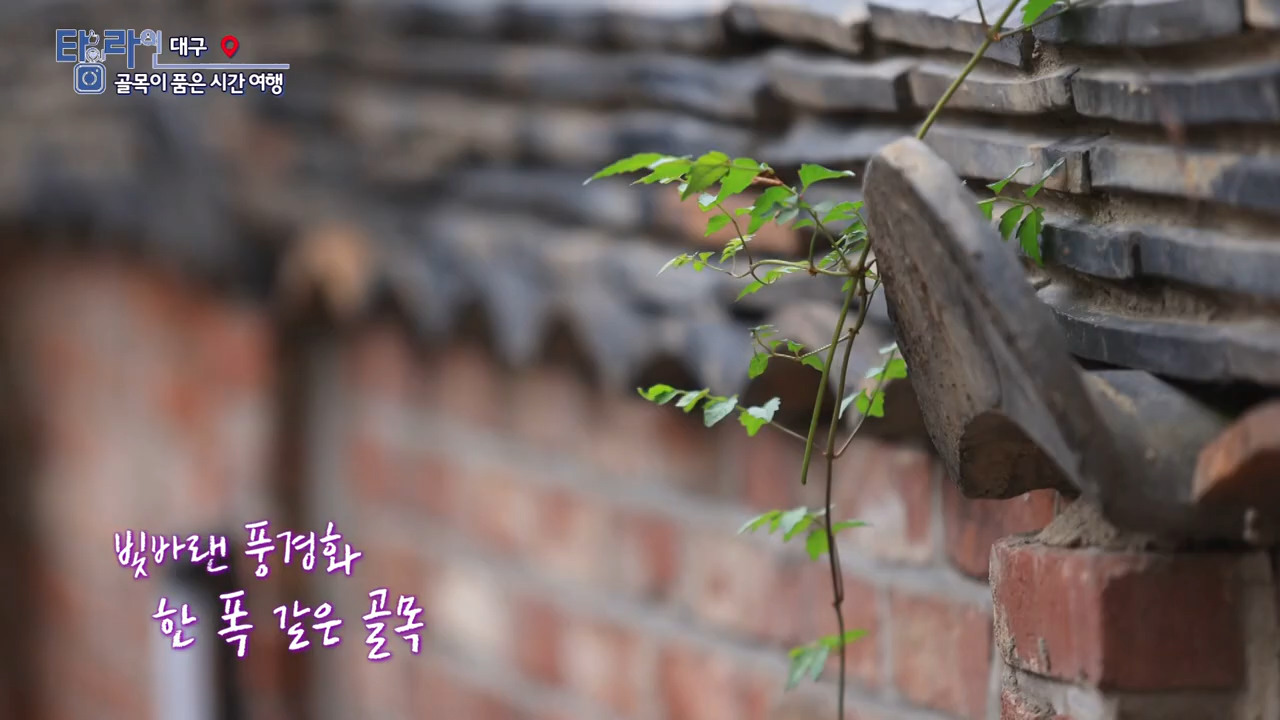 탐라의 대구
골목이 품은 시간 여행
빛바랜 풍경화
한 폭 같은 골목